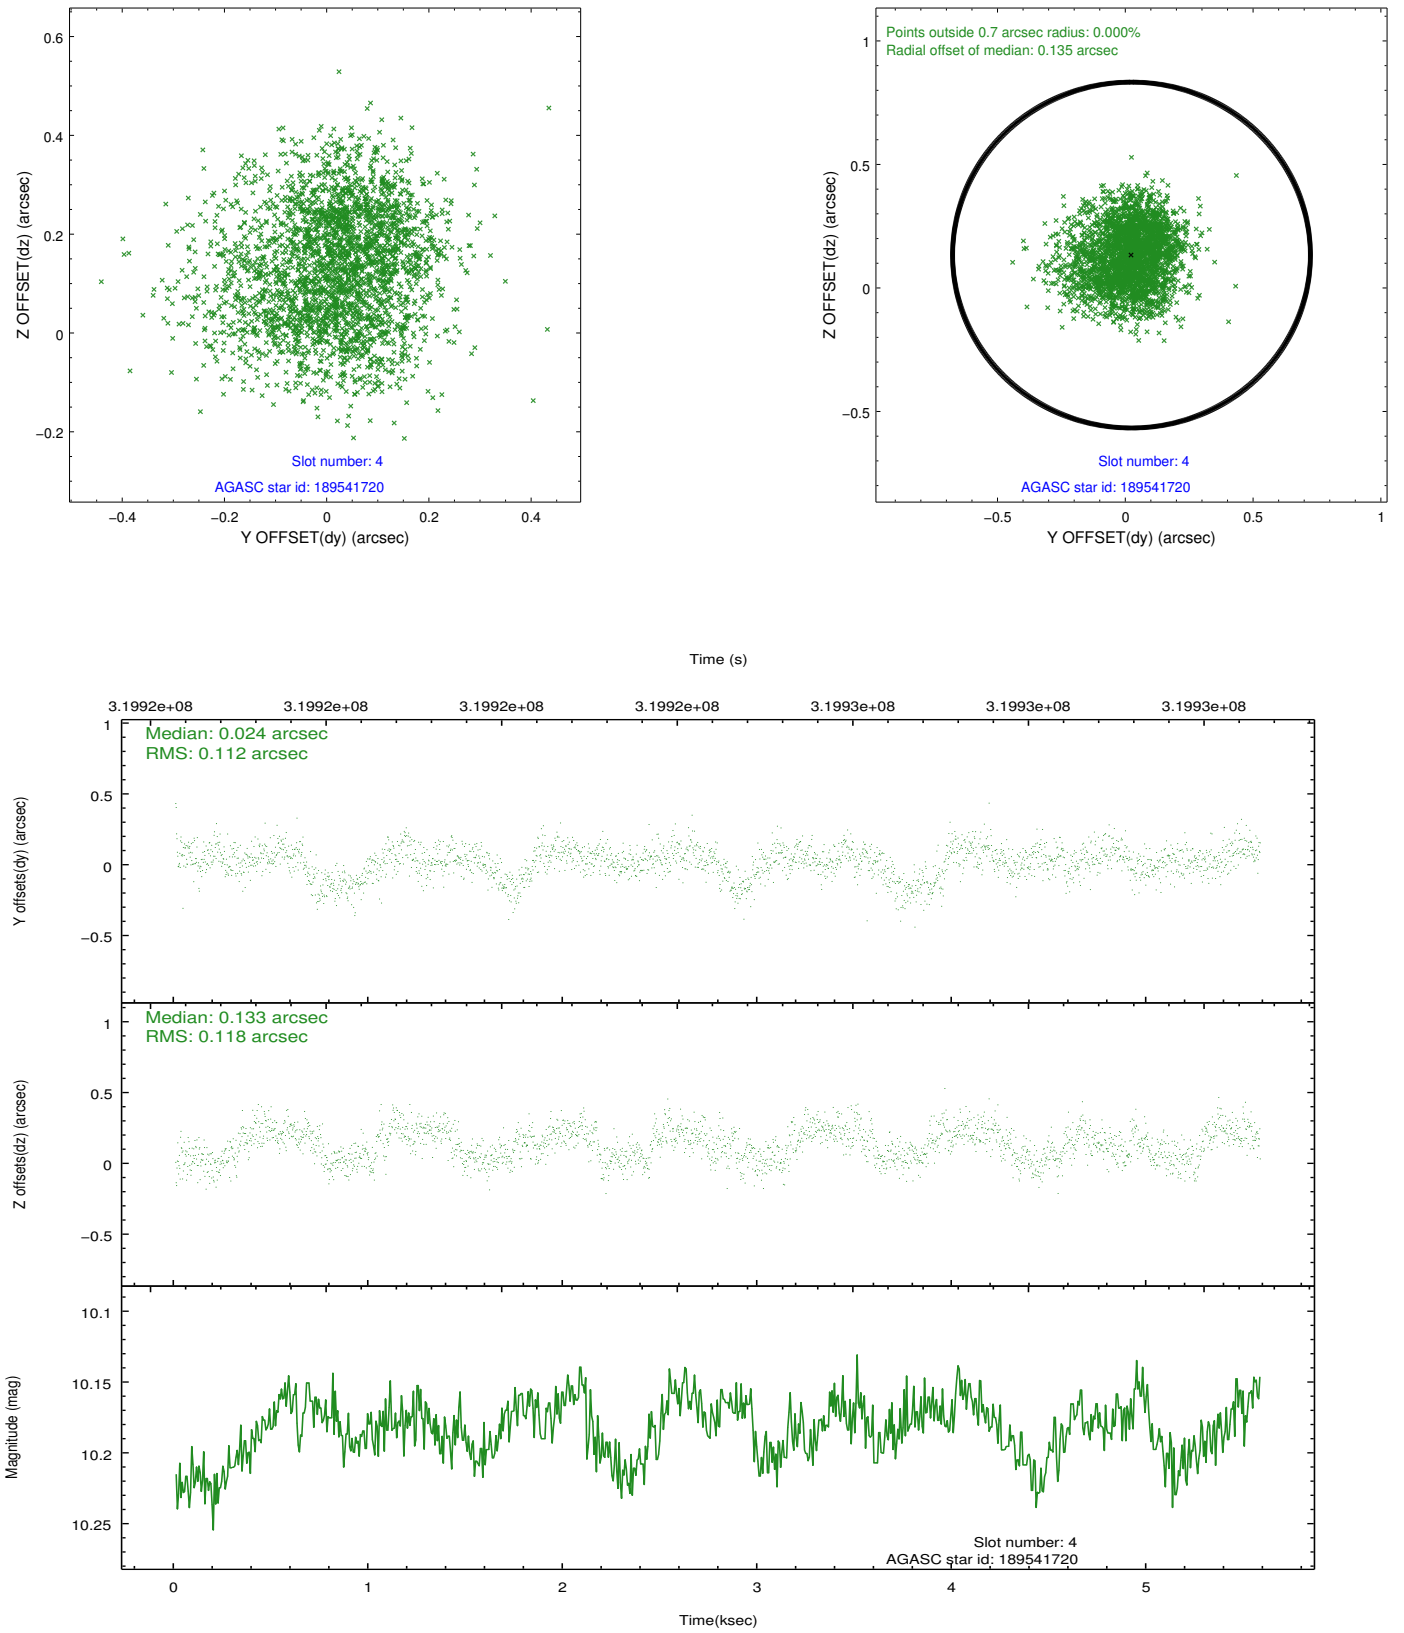 0.6
0.4
0.2
0
−0.2
Z OFFSET(dz) (arcsec)
Slot number: 4
AGASC star id: 189541720
−0.4 −0.2 0 0.2 0.4
Y OFFSET(dy) (arcsec)
Points outside 0.7 arcsec radius: 0.000%
Radial offset of median: 0.135 arcsec
1
0.5
0
−0.5
Z OFFSET(dz) (arcsec)
Slot number: 4
AGASC star id: 189541720
−0.5 0 0.5 1
Y OFFSET(dy) (arcsec)
Time (s)
3.1992e+08 3.1992e+08 3.1992e+08 3.1992e+08 3.1993e+08 3.1993e+08 3.1993e+08
Median: 0.024 arcsec
RMS: 0.112 arcsec
1
0.5
0
−0.5
Y offsets(dy) (arcsec)
Median: 0.133 arcsec
RMS: 0.118 arcsec
1
0.5
0
−0.5
Z offsets(dz) (arcsec)
10.1
10.15
10.2
10.25
Magnitude (mag)
Slot number: 4
AGASC star id: 189541720
0 1 2 3 4 5
Time(ksec)